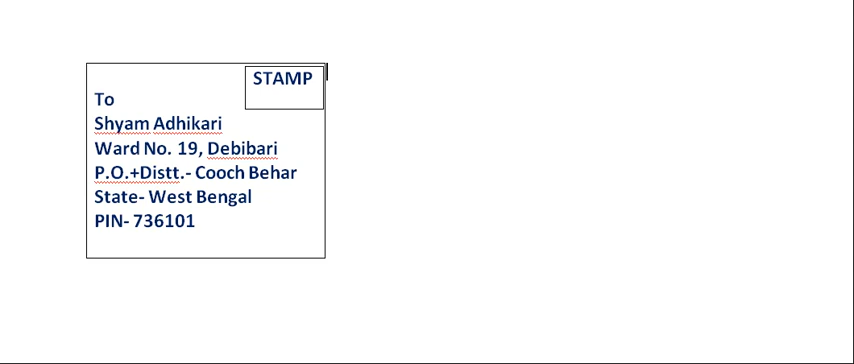 STAMP
To
Shyam Adhikari
Ward No. 19, Debibari
P.O.+Distt.- Cooch Behar
State- West Bengal
PIN- 736101